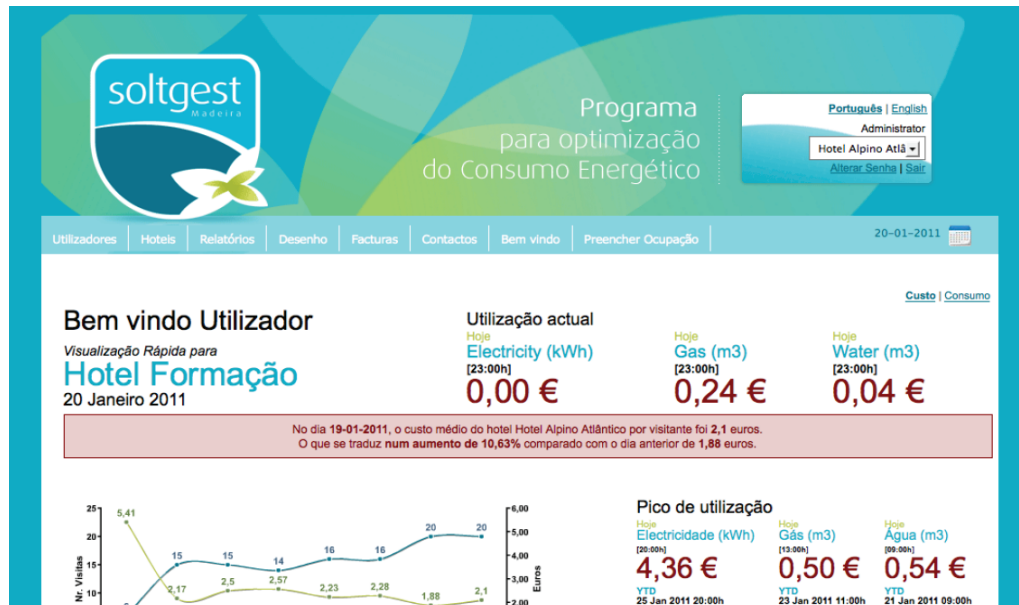 soltgest
Madeira
Programa
para optimização
do Consumo Energético
Português | English
Administrator
Hotel Alpino Atlâ
Alterar Senha | Sair
Utilizadores Hoteis Relatórios Desenho Facturas Contactos Bem vindo Preencher Ocupação
20-01-2011
Custo | Consumo
Bem vindo Utilizador
Visualização Rápida para
Hotel Formação
20 Janeiro 2011
Utilização actual
Hoje Hoje Hoje
Electricity (kWh) Gas (m3) Water (m3)
[23:00h] [23:00h] [23:00h]
0,00 € 0,24 € 0,04 €
No dia 19-01-2011, o custo médio do hotel Hotel Alpino Atlântico por visitante foi 2,1 euros.
O que se traduz num aumento de 10,63% comparado com o dia anterior de 1,88 euros.
25 5,41 6,00
20 20 20 5,00
15 15 15 14 16 16 4,00
10 2,17 2,5 2,57 2,23 2,28 1,88 2,1 3,00
2,00
Nr. Visitas
Euros
Pico de utilização
Hoje Hoje Hoje
Electricidade (kWh) Gás (m3) Água (m3)
[20:00h] [13:00h] [09:00h]
4,36 € 0,50 € 0,54 €
YTD YTD YTD
25 Jan 2011 20:00h 23 Jan 2011 11:00h 21 Jan 2011 09:00h